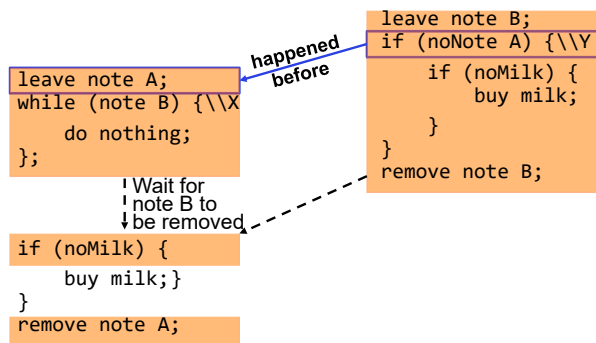 leave note A;
while (note B) {\\X
do nothing;
};
Wait for
note B to
be removed
if (noMilk) {
buy milk;}
}
remove note A;
happened
before
leave note B;
if (noNote A) {\\Y
if (noMilk) {
buy milk;
}
}
remove note B;